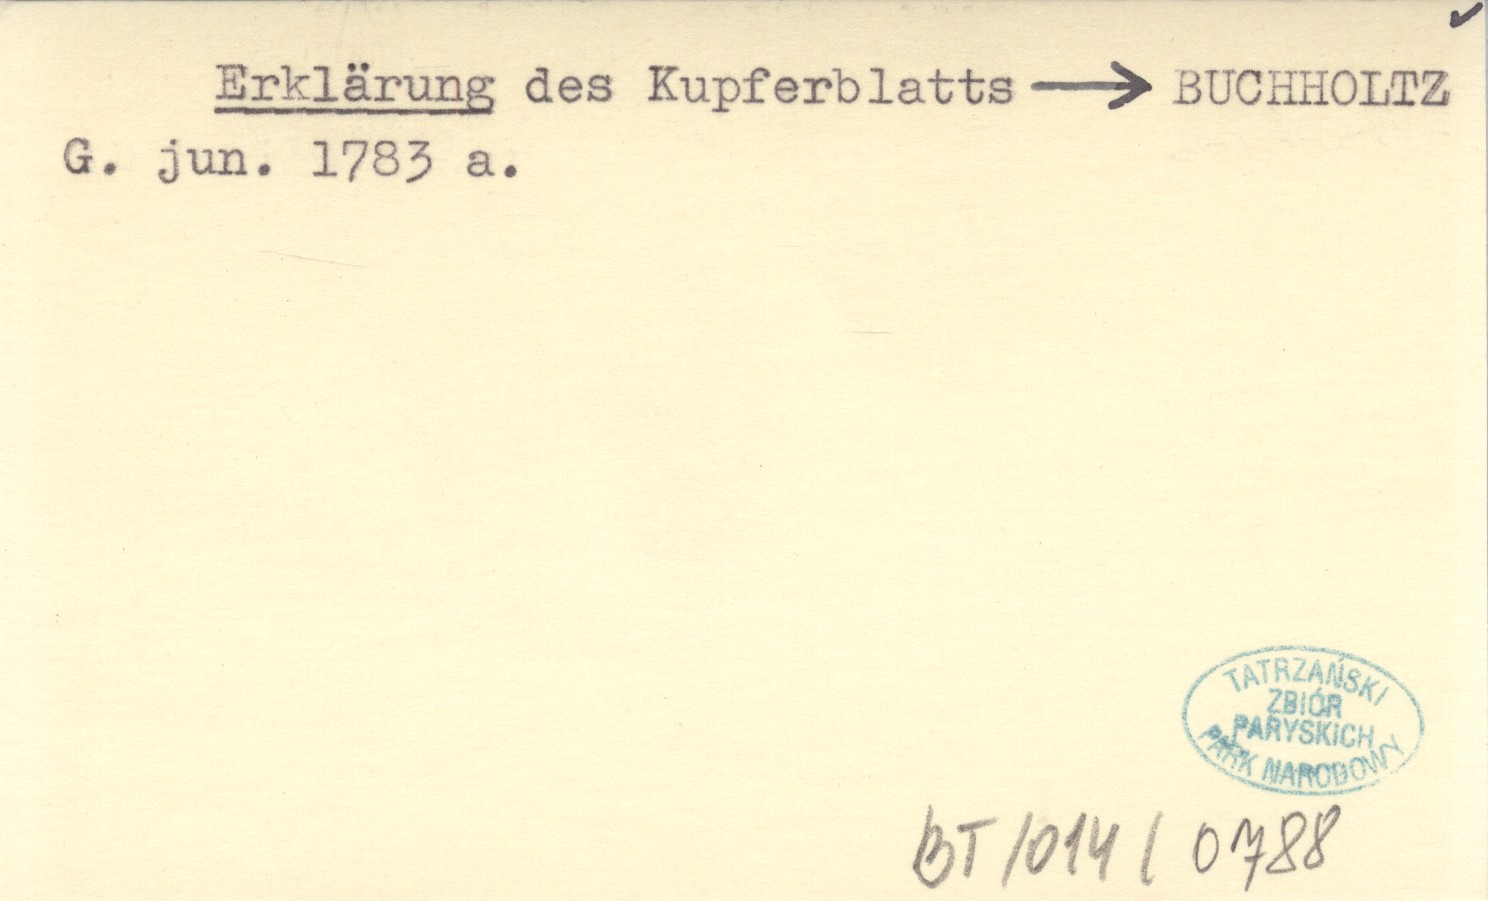 Erklärung des Kupferblatts → BUCHHOLTZ
G. jun. 1783 a.
TATRZAŃSKI
ZBIÓR
PARYSKICH
PARK NARODOWY
BT/014/0788